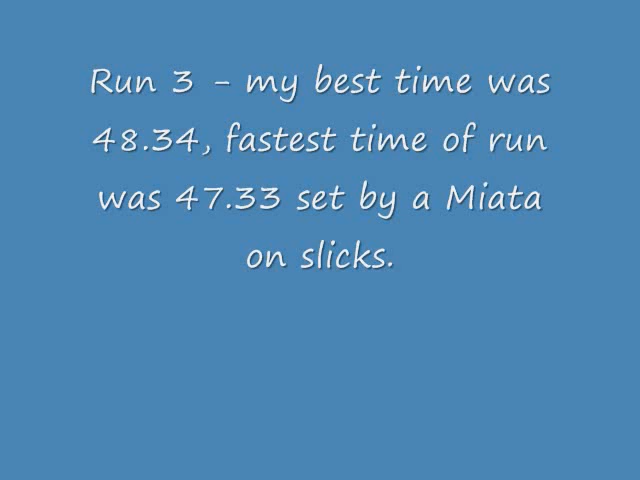 Run 3 - my best time was
48.34, fastest time of run
was 47.33 set by a Miata
on slicks.